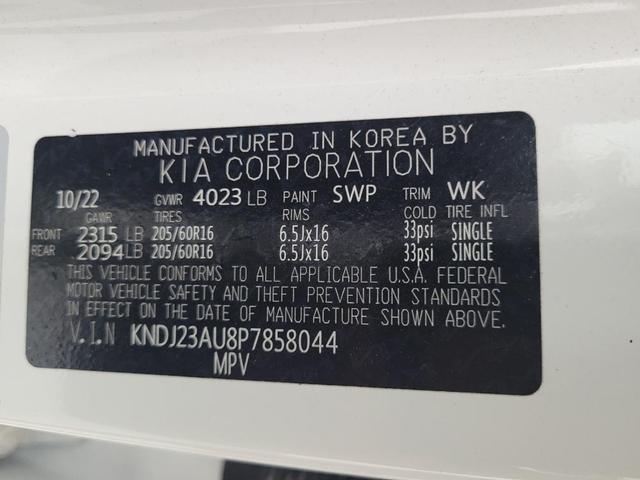 MANUFACTURED IN KOREA BY
KIA CORPORATION
10/22 GVWR 4023 LB PAINT SWP TRIM WK
GAWR TIRES RIMS COLD TIRE INFL
FRONT 2315 LB 205/60R16 6.5Jx16 33psi SINGLE
REAR 2094 LB 205/60R16 6.5Jx16 33psi SINGLE
THIS VEHICLE CONFORMS TO ALL APPLICABLE U.S.A. FEDERAL
MOTOR VEHICLE SAFETY AND THEFT PREVENTION STANDARDS
IN EFFECT ON THE DATE OF MANUFACTURE SHOWN ABOVE.
V.I.N KNDJ23AU8P7858044
MPV